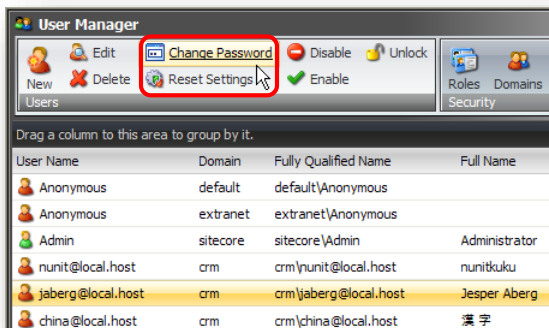 User Manager
New
Edit
Delete
Change Password
Reset Settings
Disable
Enable
Unlock
Users
Roles
Domains
Security
Drag a column to this area to group by it.
User Name Domain Fully Qualified Name Full Name
Anonymous default default\Anonymous
Anonymous extranet extranet\Anonymous
Admin sitecore sitecore\Admin Administrator
nunit@local.host crm crm\nunit@local.host nunitkuku
jaberg@local.host crm crm\jaberg@local.host Jesper Aberg
china@local.host crm crm\china@local.host 漢字